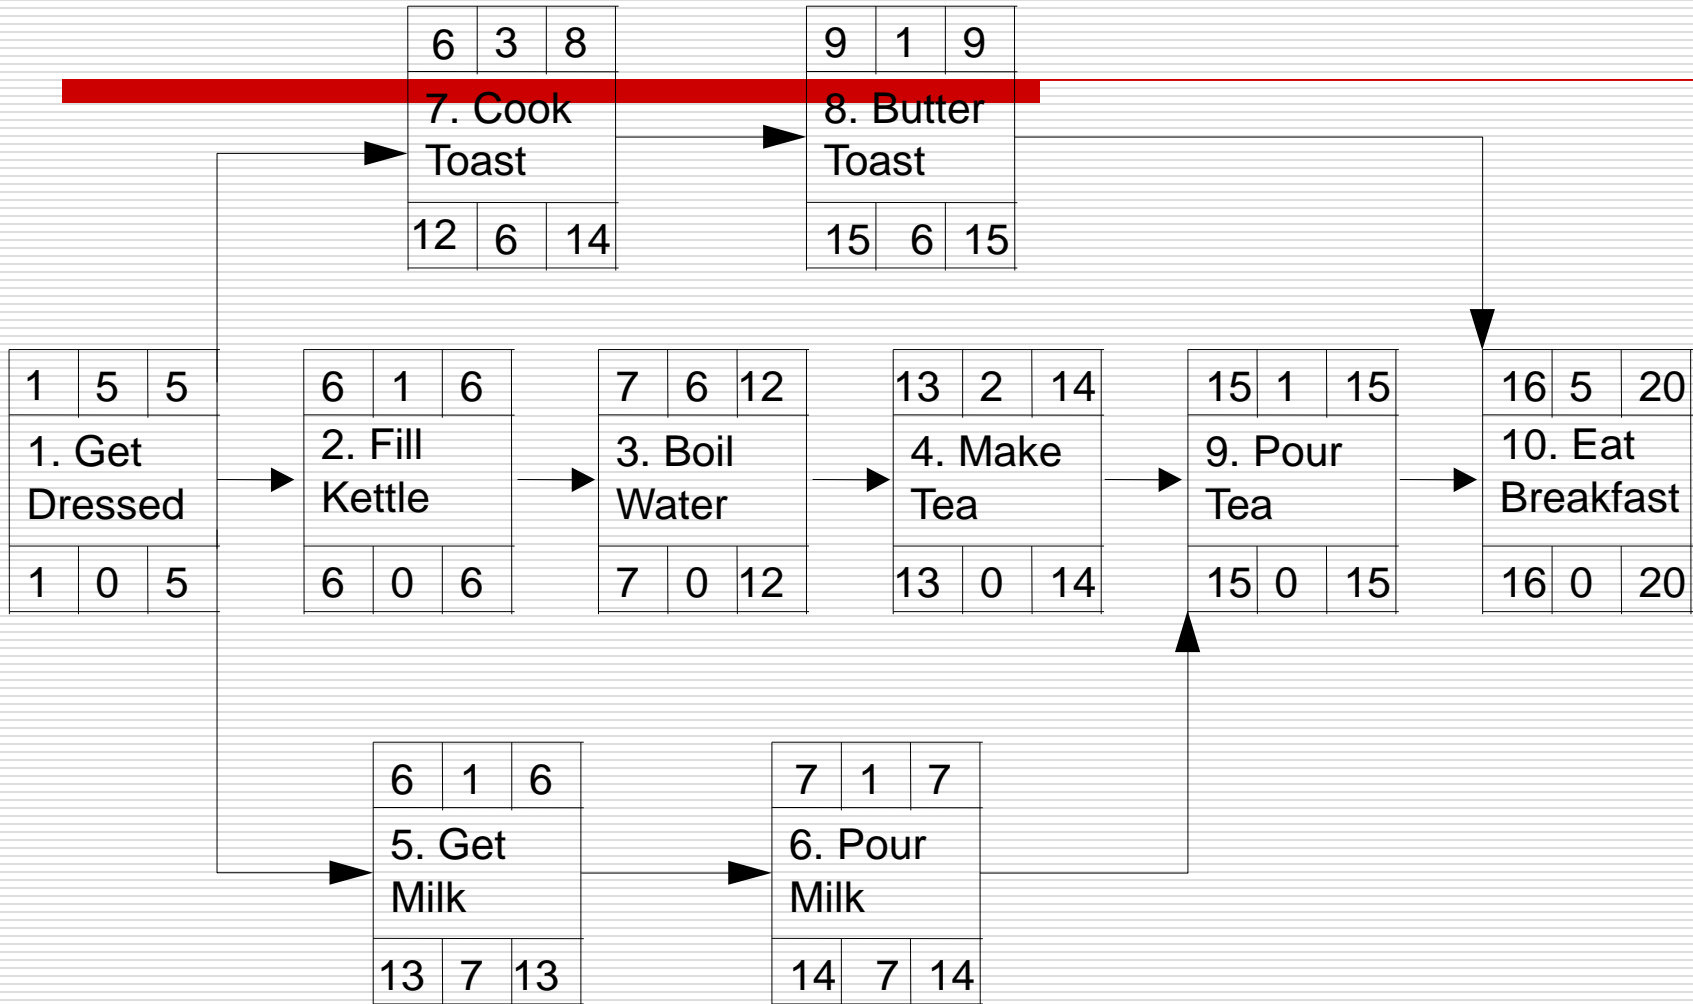 6 3 8
7. Cook
Toast
12 6 14
9 1 9
8. Butter
Toast
15 6 15
1 5 5
1. Get
Dressed
1 0 5
6 1 6
2. Fill
Kettle
6 0 6
7 6 12
3. Boil
Water
7 0 12
13 2 14
4. Make
Tea
13 0 14
15 1 15
9. Pour
Tea
15 0 15
16 5 20
10. Eat
Breakfast
16 0 20
6 1 6
5. Get
Milk
13 7 13
7 1 7
6. Pour
Milk
14 7 14